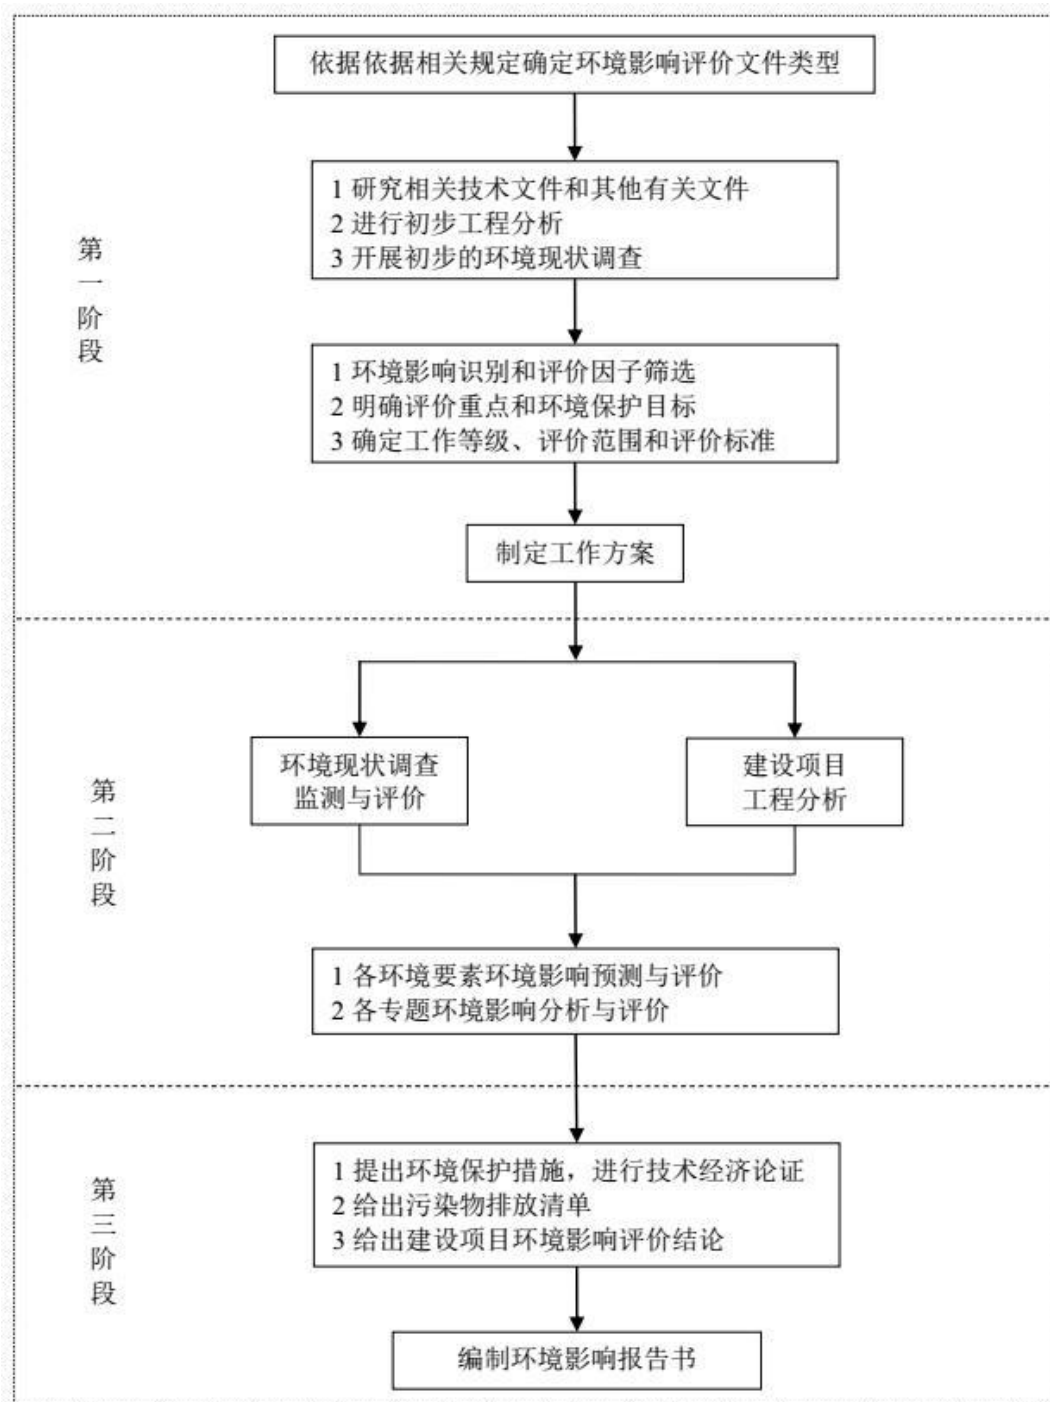 依据依据相关规定确定环境影响评价文件类型
第一阶段
1 研究相关技术文件和其他有关文件
2 进行初步工程分析
3 开展初步的环境现状调查
1 环境影响识别和评价因子筛选
2 明确评价重点和环境保护目标
3 确定工作等级、评价范围和评价标准
制定工作方案
第二阶段
环境现状调查
监测与评价
建设项目
工程分析
1 各环境要素环境影响预测与评价
2 各专题环境影响分析与评价
第三阶段
1 提出环境保护措施，进行技术经济论证
2 给出污染物排放清单
3 给出建设项目环境影响评价结论
编制环境影响报告书